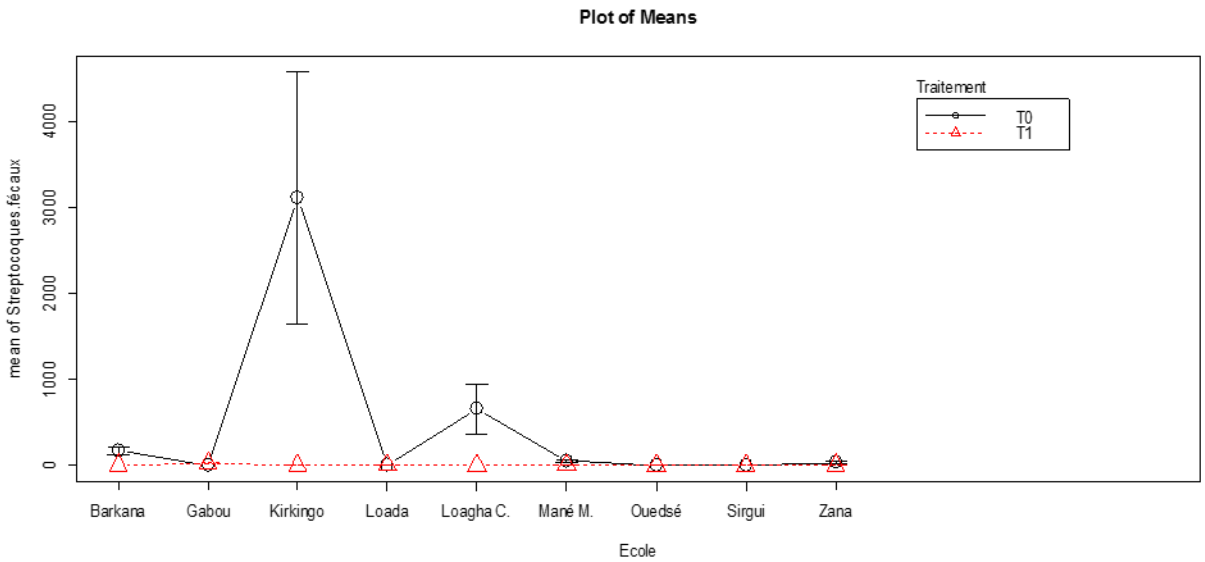 Plot of Means
Traitement
T0
T1
mean of Streptocoques.fécaux
4000
3000
2000
1000
0
Barkana Gabou Kirkingo Loada Loagha C. Mané M. Ouedsé Sirgui Zana
Ecole